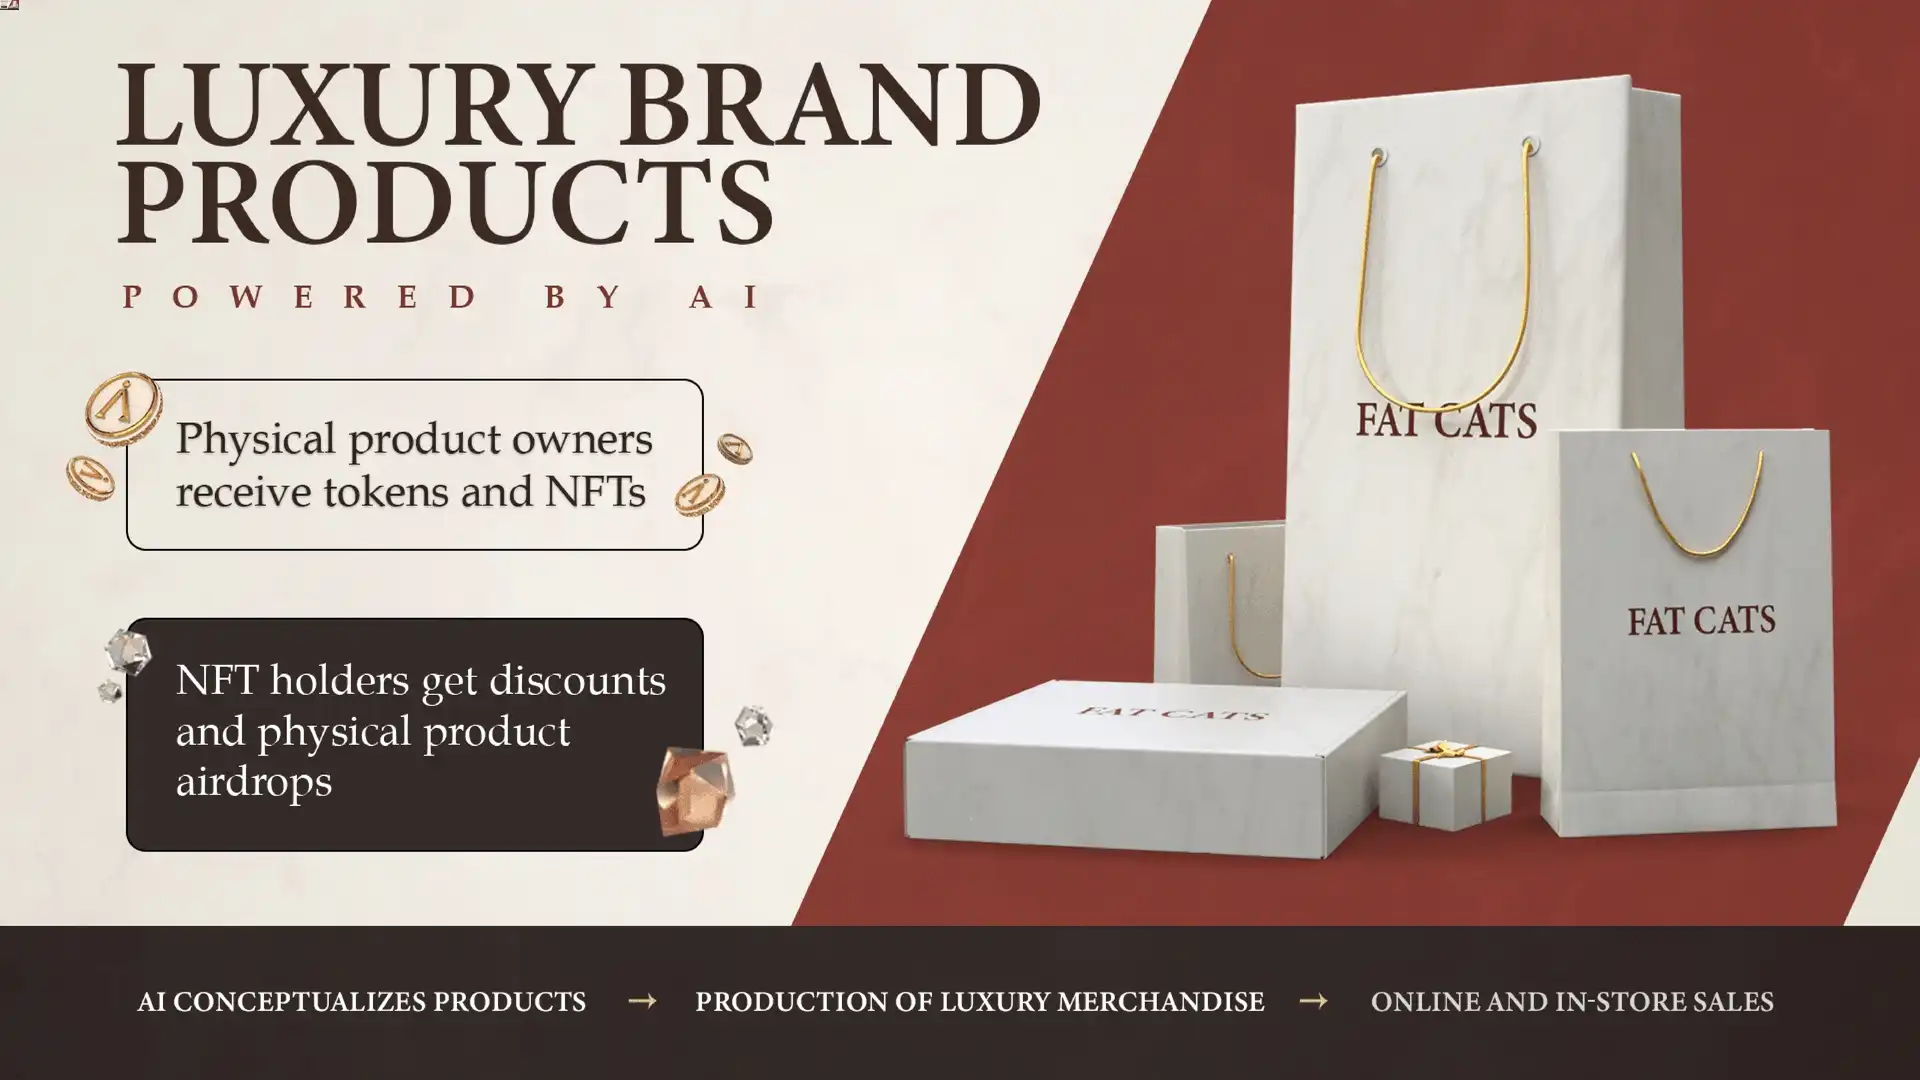 LUXURY BRAND
PRODUCTS
POWERED BY AI
Physical product owners
receive tokens and NFTs
NFT holders get discounts
and physical product
airdrops
FAT CATS
FAT CATS
FAT CATS
AI CONCEPTUALIZES PRODUCTS → PRODUCTION OF LUXURY MERCHANDISE → ONLINE AND IN-STORE SALES